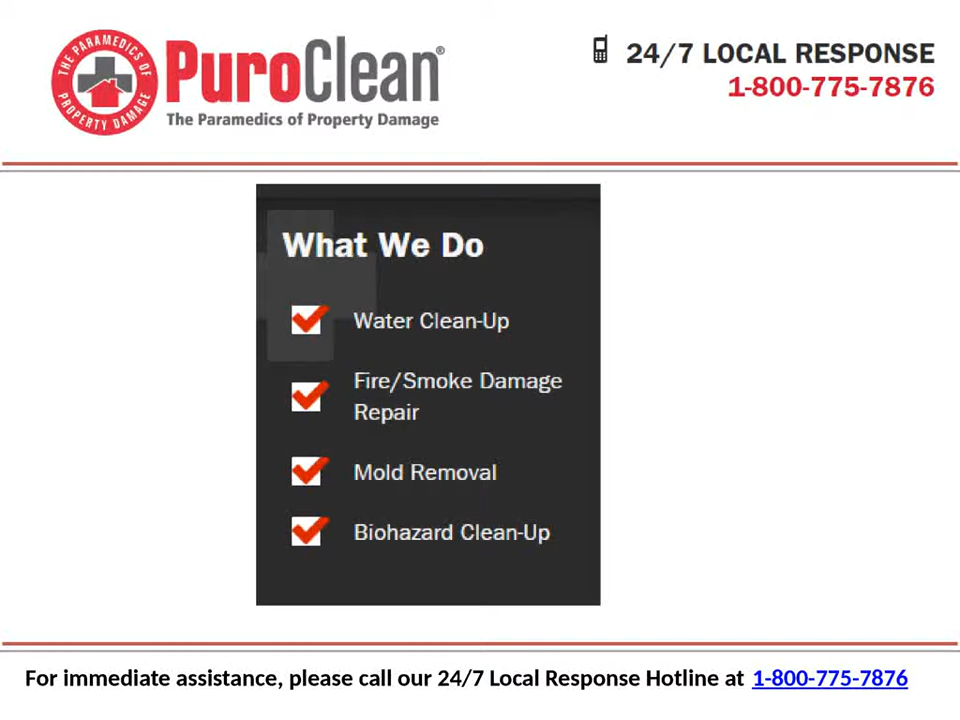 THE PARAMEDICS OF
PROPERTY DAMAGE
PuroClean®
The Paramedics of Property Damage
24/7 LOCAL RESPONSE
1-800-775-7876
What We Do
Water Clean-Up
Fire/Smoke Damage
Repair
Mold Removal
Biohazard Clean-Up
For immediate assistance, please call our 24/7 Local Response Hotline at 1-800-775-7876